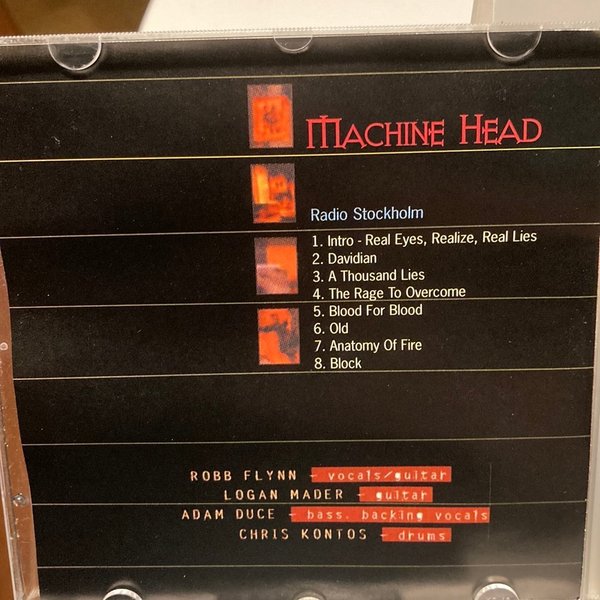 MACHINE HEAD
Radio Stockholm
1. Intro - Real Eyes, Realize, Real Lies
2. Davidian
3. A Thousand Lies
4. The Rage To Overcome
5. Blood For Blood
6. Old
7. Anatomy Of Fire
8. Block
ROBB FLYNN - vocals/guitar
LOGAN MADER - guitar
ADAM DUCE - bass, backing vocals
CHRIS KONTOS - drums